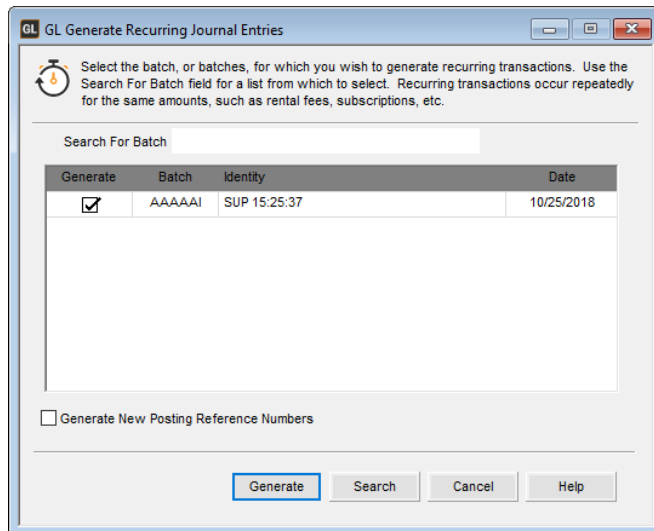 GL GL Generate Recurring Journal Entries
Select the batch, or batches, for which you wish to generate recurring transactions. Use the
Search For Batch field for a list from which to select. Recurring transactions occur repeatedly
for the same amounts, such as rental fees, subscriptions, etc.
Search For Batch
Generate Batch Identity Date
AAAAAI SUP 15:25:37 10/25/2018
Generate New Posting Reference Numbers
Generate Search Cancel Help